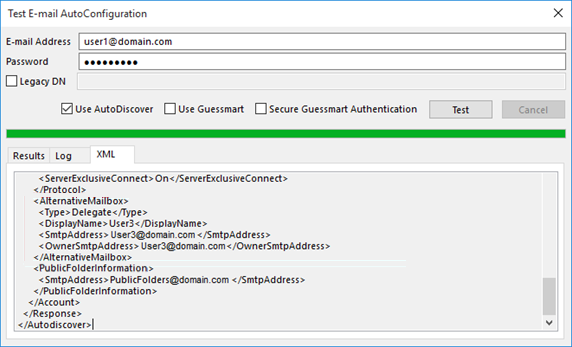 Test E-mail AutoConfiguration
E-mail Address user1@domain.com
Password •••••••••
Legacy DN
Use AutoDiscover Use Guessmart Secure Guessmart Authentication Test Cancel
Results Log XML
<ServerExclusiveConnect>On</ServerExclusiveConnect>
</Protocol>
<AlternativeMailbox>
<Type>Delegate</Type>
<DisplayName>User3</DisplayName>
<SmtpAddress>User3@domain.com </SmtpAddress>
<OwnerSmtpAddress>User3@domain.com</OwnerSmtpAddress>
</AlternativeMailbox>
<PublicFolderInformation>
<SmtpAddress>PublicFolders@domain.com </SmtpAddress>
</PublicFolderInformation>
</Account>
</Response>
</Autodiscover>